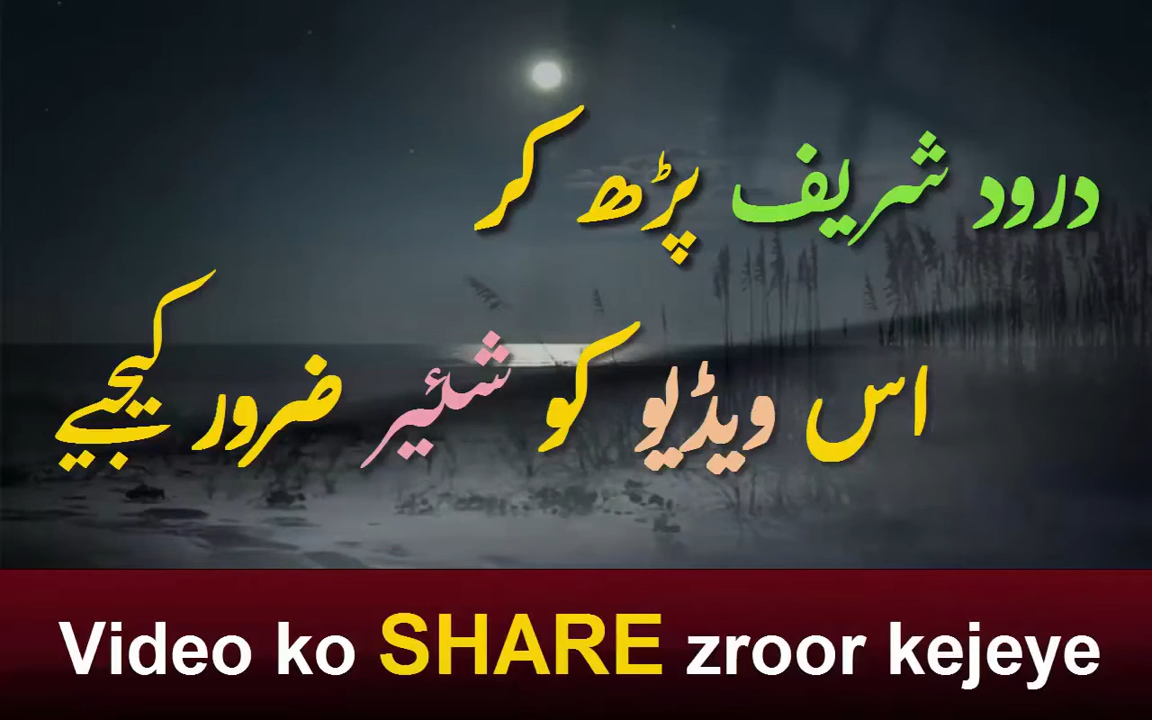 درود شریف پڑھ کر
اس ویڈیو کو شئیر ضرور کیجیے
Video ko SHARE zroor kejeye